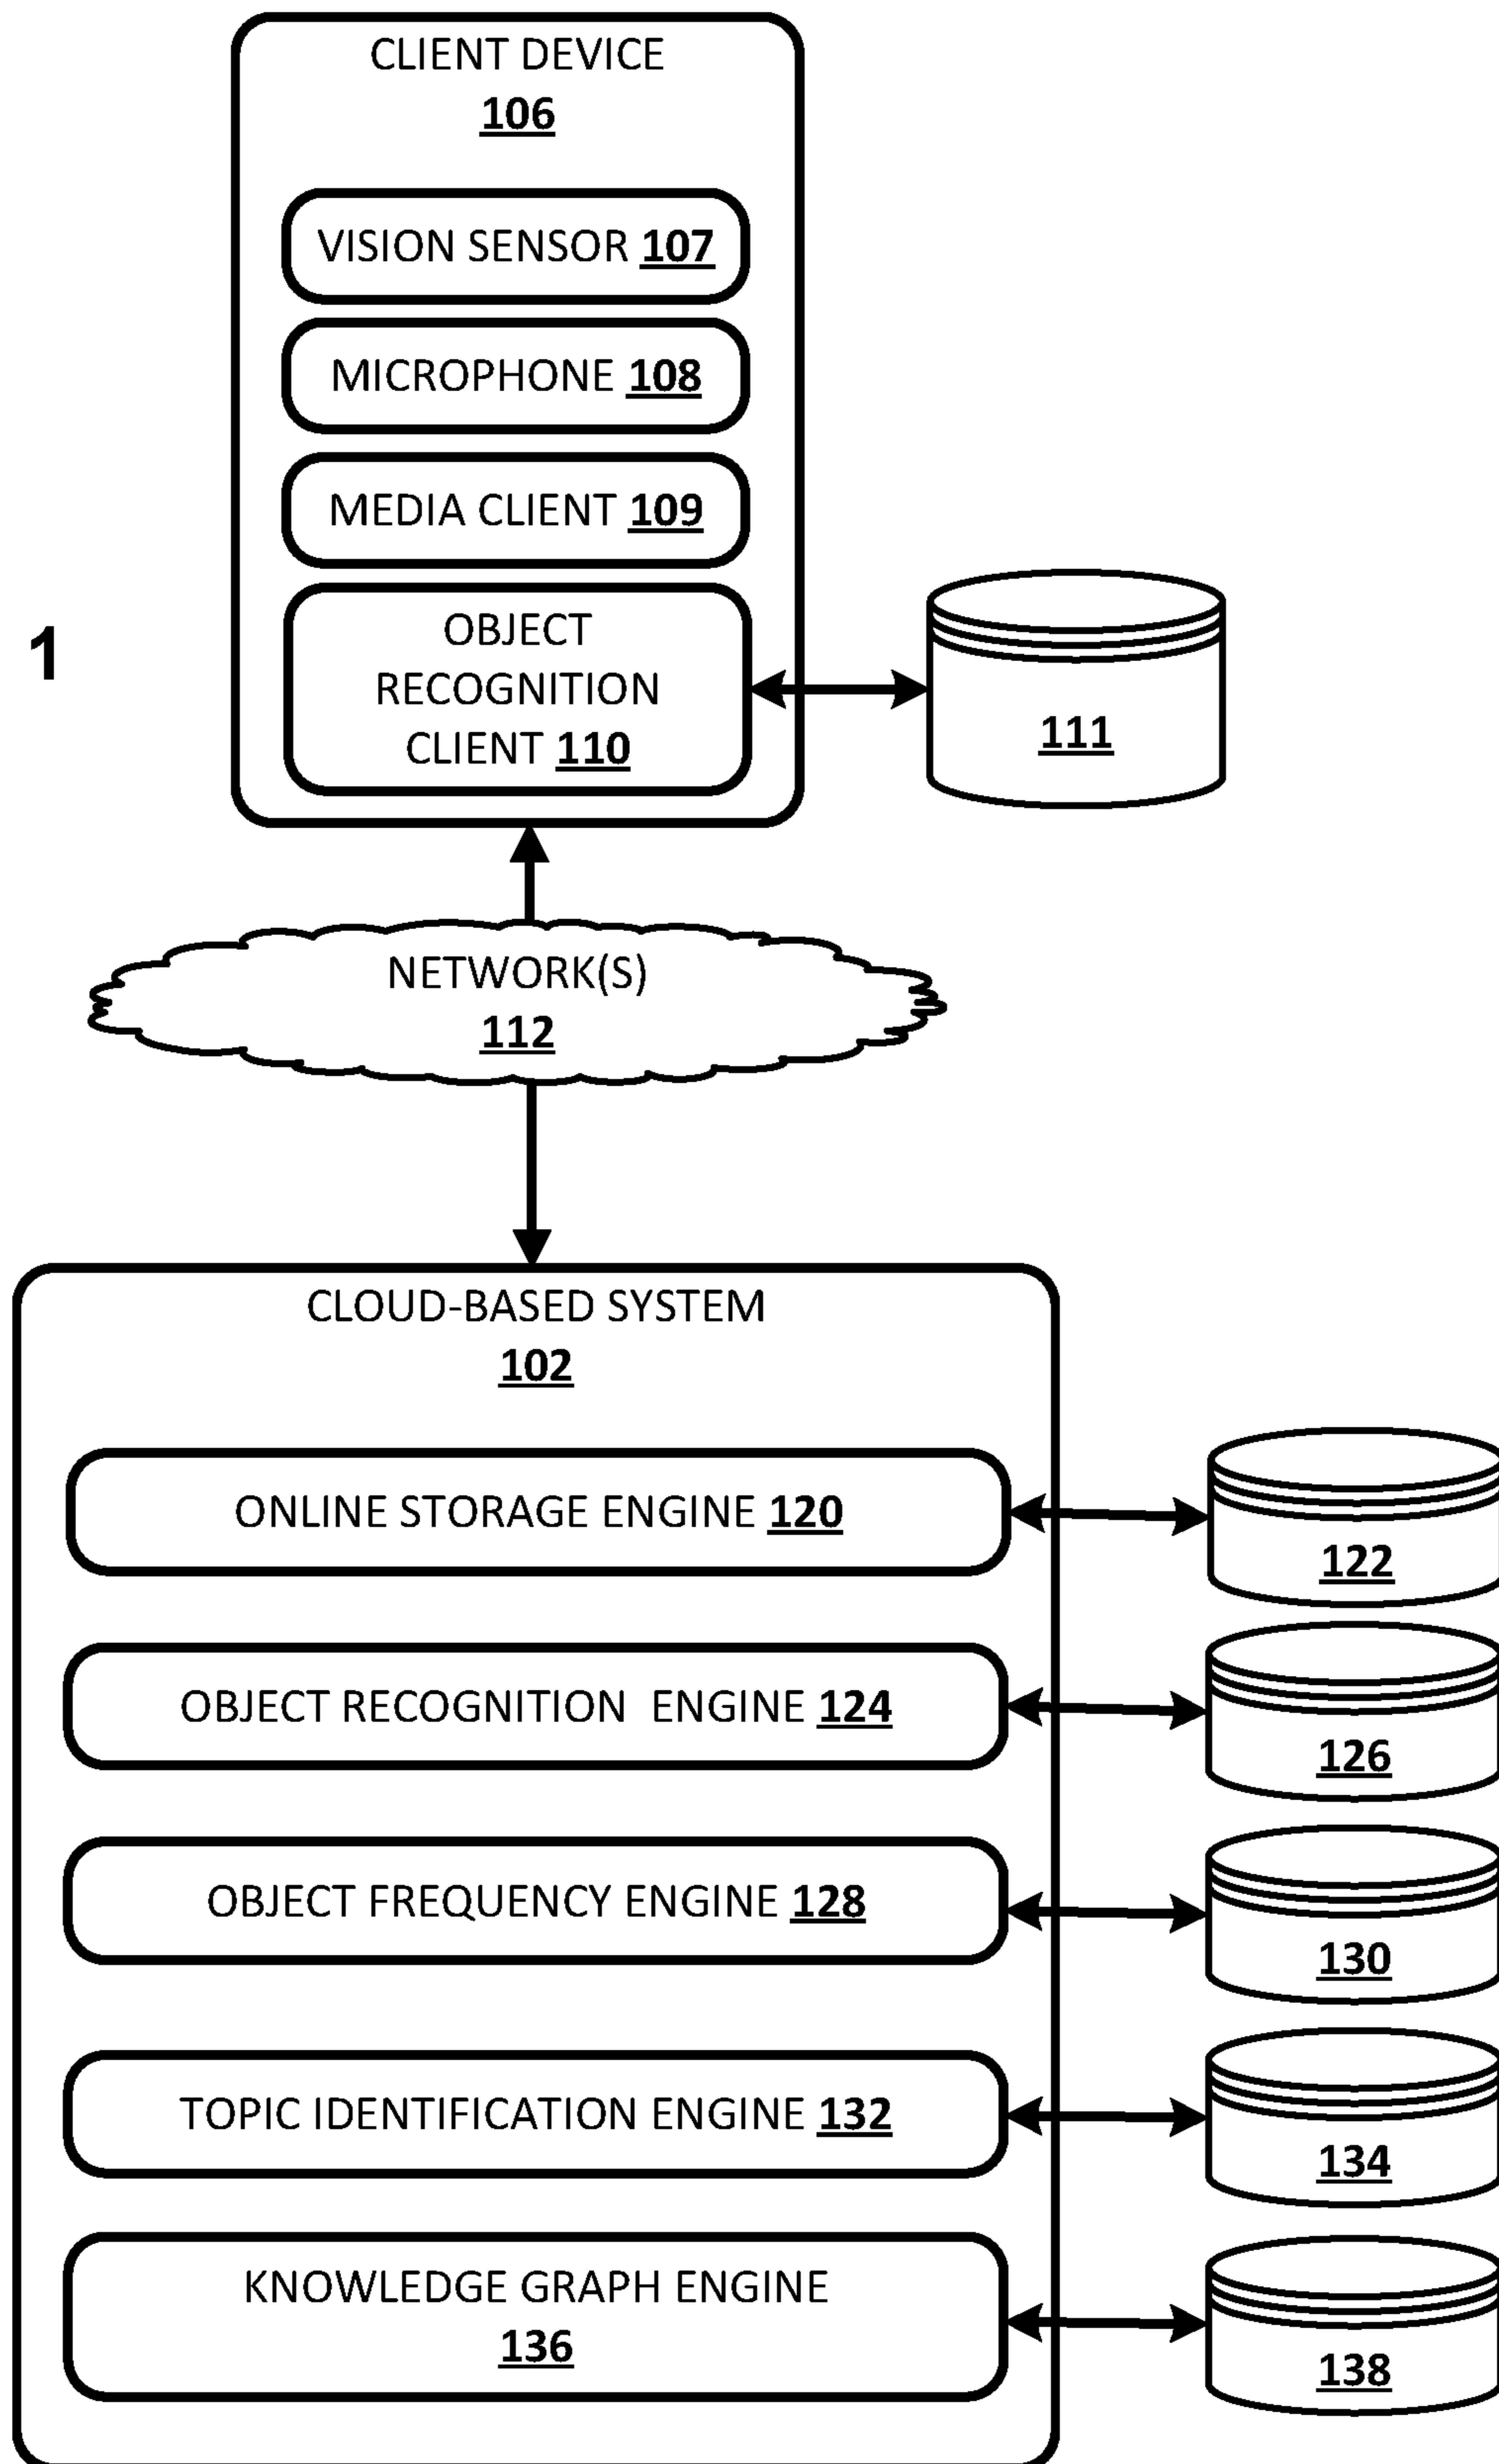 CLIENT DEVICE
106
VISION SENSOR 107
MICROPHONE 108
MEDIA CLIENT 109
OBJECT
RECOGNITION
CLIENT 110
111
1
NETWORK(S)
112
CLOUD-BASED SYSTEM
102
ONLINE STORAGE ENGINE 120
122
OBJECT RECOGNITION ENGINE 124
126
OBJECT FREQUENCY ENGINE 128
130
TOPIC IDENTIFICATION ENGINE 132
134
KNOWLEDGE GRAPH ENGINE
136
138